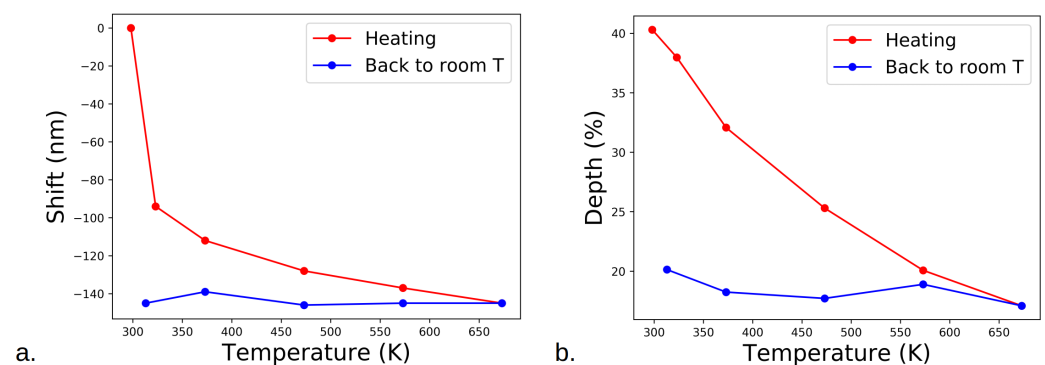 0
−20
−40
−60
−80
−100
−120
−140
Shift (nm)
Heating
Back to room T
300 350 400 450 500 550 600 650
Temperature (K)
a.
40
35
30
25
20
Depth (%)
Heating
Back to room T
300 350 400 450 500 550 600 650
Temperature (K)
b.